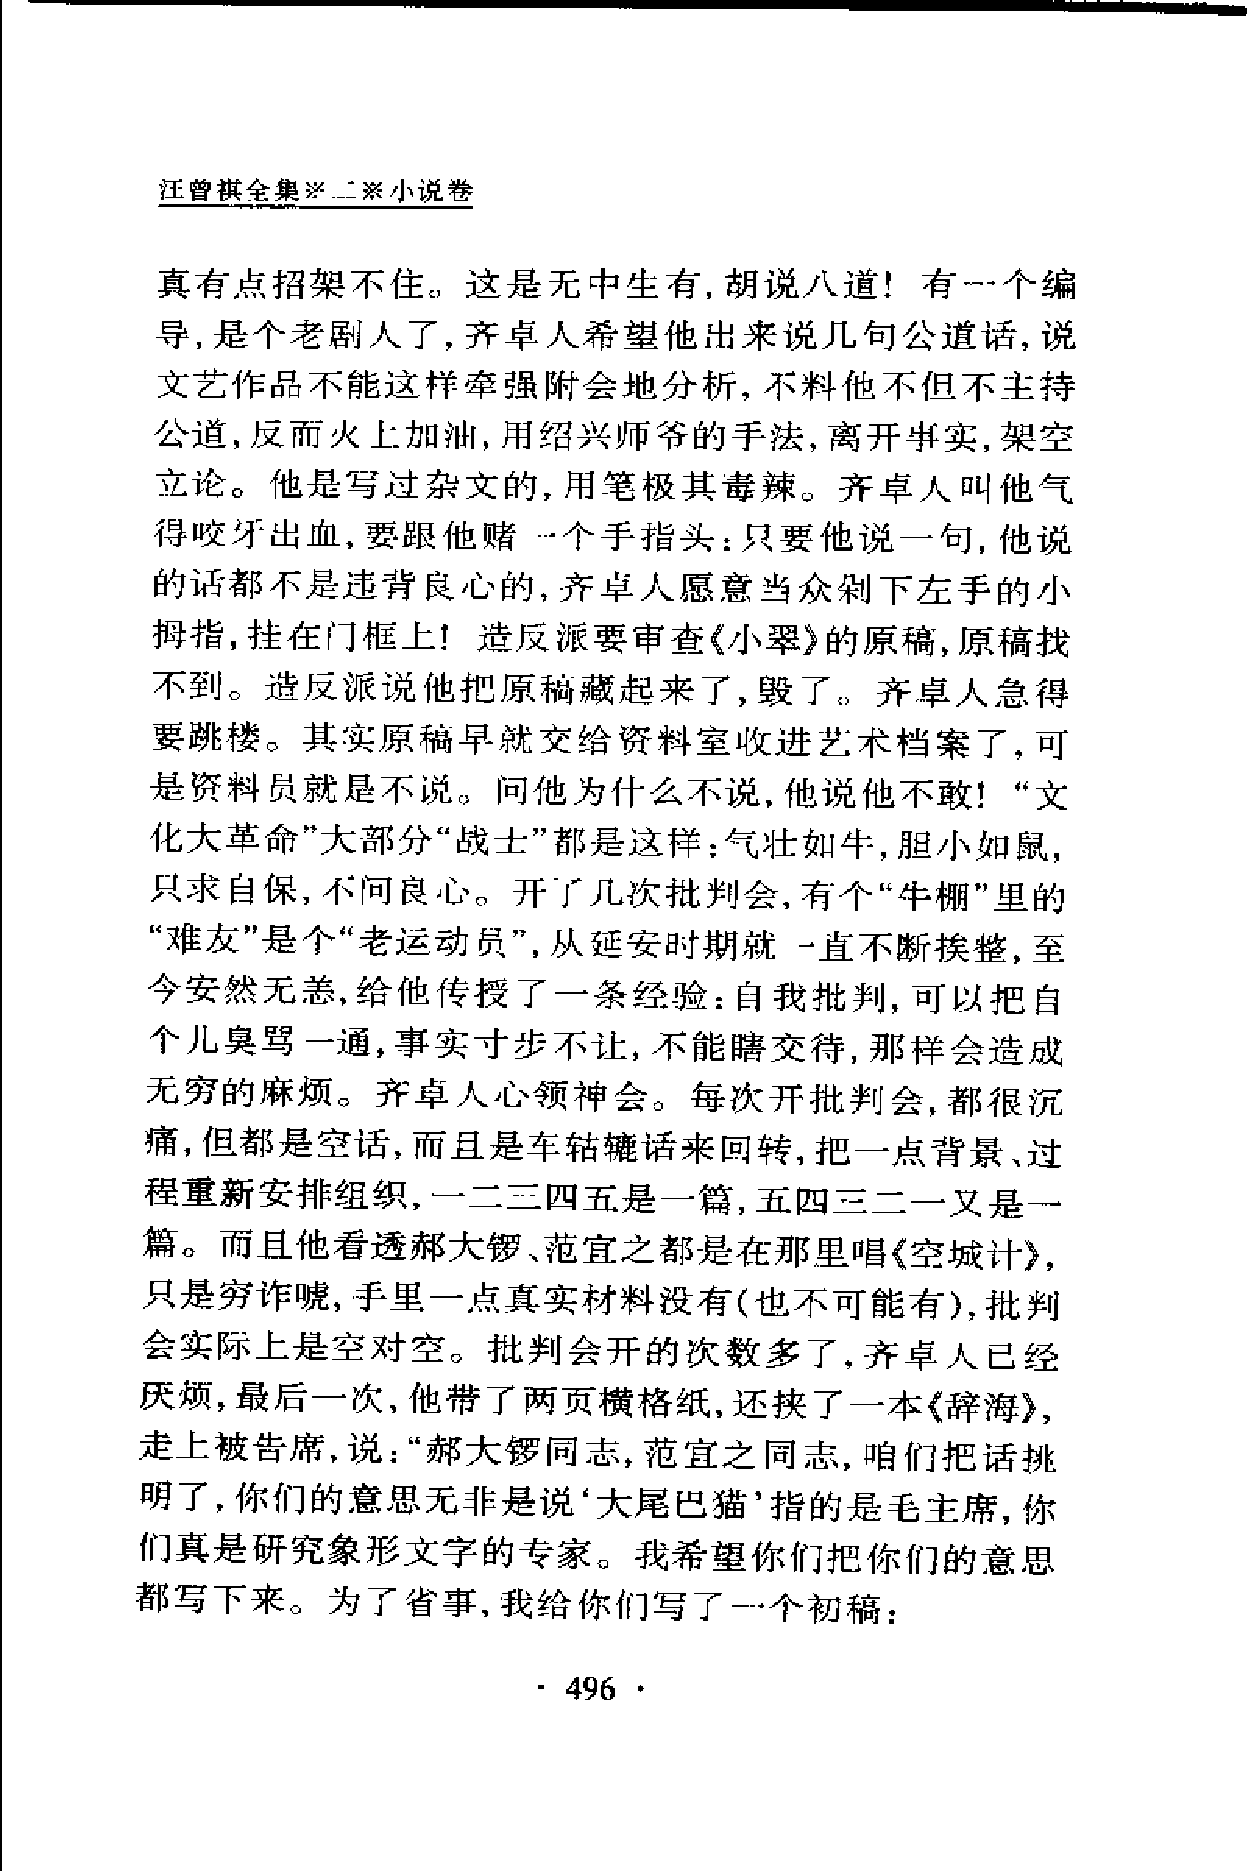 汪曾祺全集※二※小说卷
真有点招架不住。这是无中生有,胡说八道! 有一个编
导,是个老剧人了,齐卓人希望他出来说几句公道话,说
文艺作品不能这样牵强附会地分析,不料他不但不主持
公道,反而火上加油,用绍兴师爷的手法,离开事实,架空
立论。他是写过杂文的,用笔极其毒辣。齐卓人叫他气
得咬牙出血,要跟他赌一个手指头:只要他说一句,他说
的话都不是违背良心的,齐卓人愿意当众剁下左手的小
拇指,挂在门框上! 造反派要审查《小翠》的原稿,原稿找
不到。造反派说他把原稿藏起来了,毁了。齐卓人急得
要跳楼。其实原稿早就交给资料室收进艺术档案了,可
是资料员就是不说。问他为什么不说,他说他不敢! “文
化大革命”大部分“战士”都是这样:气壮如牛,胆小如鼠,
只求自保,不问良心。开了几次批判会,有个“牛棚”里的
“难友”是个“老运动员”,从延安时期就一直不断挨整,至
今安然无恙,给他传授了一条经验:自我批判,可以把自
个儿臭骂一通,事实寸步不让,不能瞎交待,那样会造成
无穷的麻烦。齐卓人心领神会。每次开批判会,都很沉
痛,但都是空话,而且是车轱辘话来回转,把一点背景、过
程重新安排组织,一二三四五是一篇,五四三二一又是一
篇。而且他看透郝大锣、范宜之都是在那里唱《空城计》,
只是穷诈唬,手里一点真实材料没有(也不可能有),批判
会实际上是空对空。批判会开的次数多了,齐卓人已经
厌烦,最后一次,他带了两页横格纸,还挟了一本《辞海》,
走上被告席,说:“郝大锣同志,范宜之同志,咱们把话挑
明了,你们的意思无非是说‘大尾巴猫’指的是毛主席,你
们真是研究象形文字的专家。我希望你们把你们的意思
都写下来。为了省事,我给你们写了一个初稿:
· 496 ·